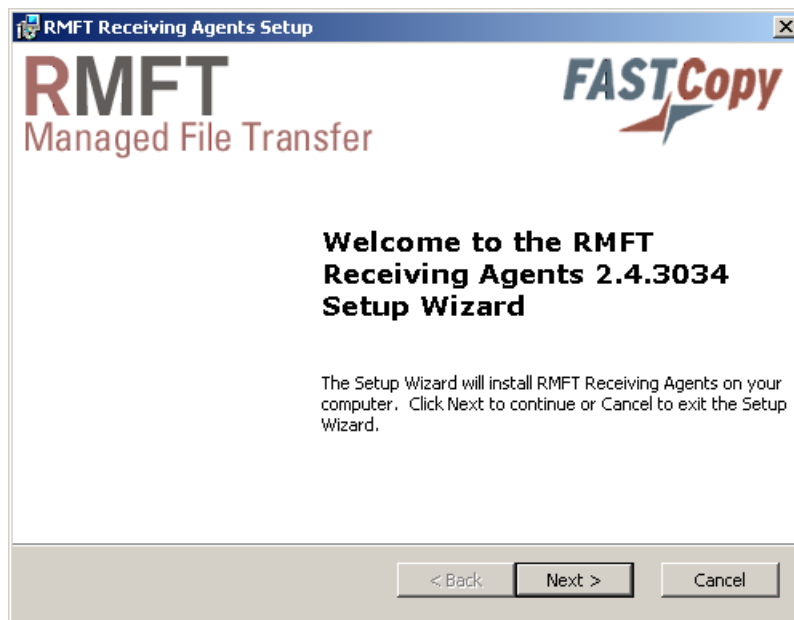 RMFT Receiving Agents Setup
RMFT
Managed File Transfer
FASTCopy
Welcome to the RMFT
Receiving Agents 2.4.3034
Setup Wizard
The Setup Wizard will install RMFT Receiving Agents on your
computer. Click Next to continue or Cancel to exit the Setup
Wizard.
< Back
Next >
Cancel